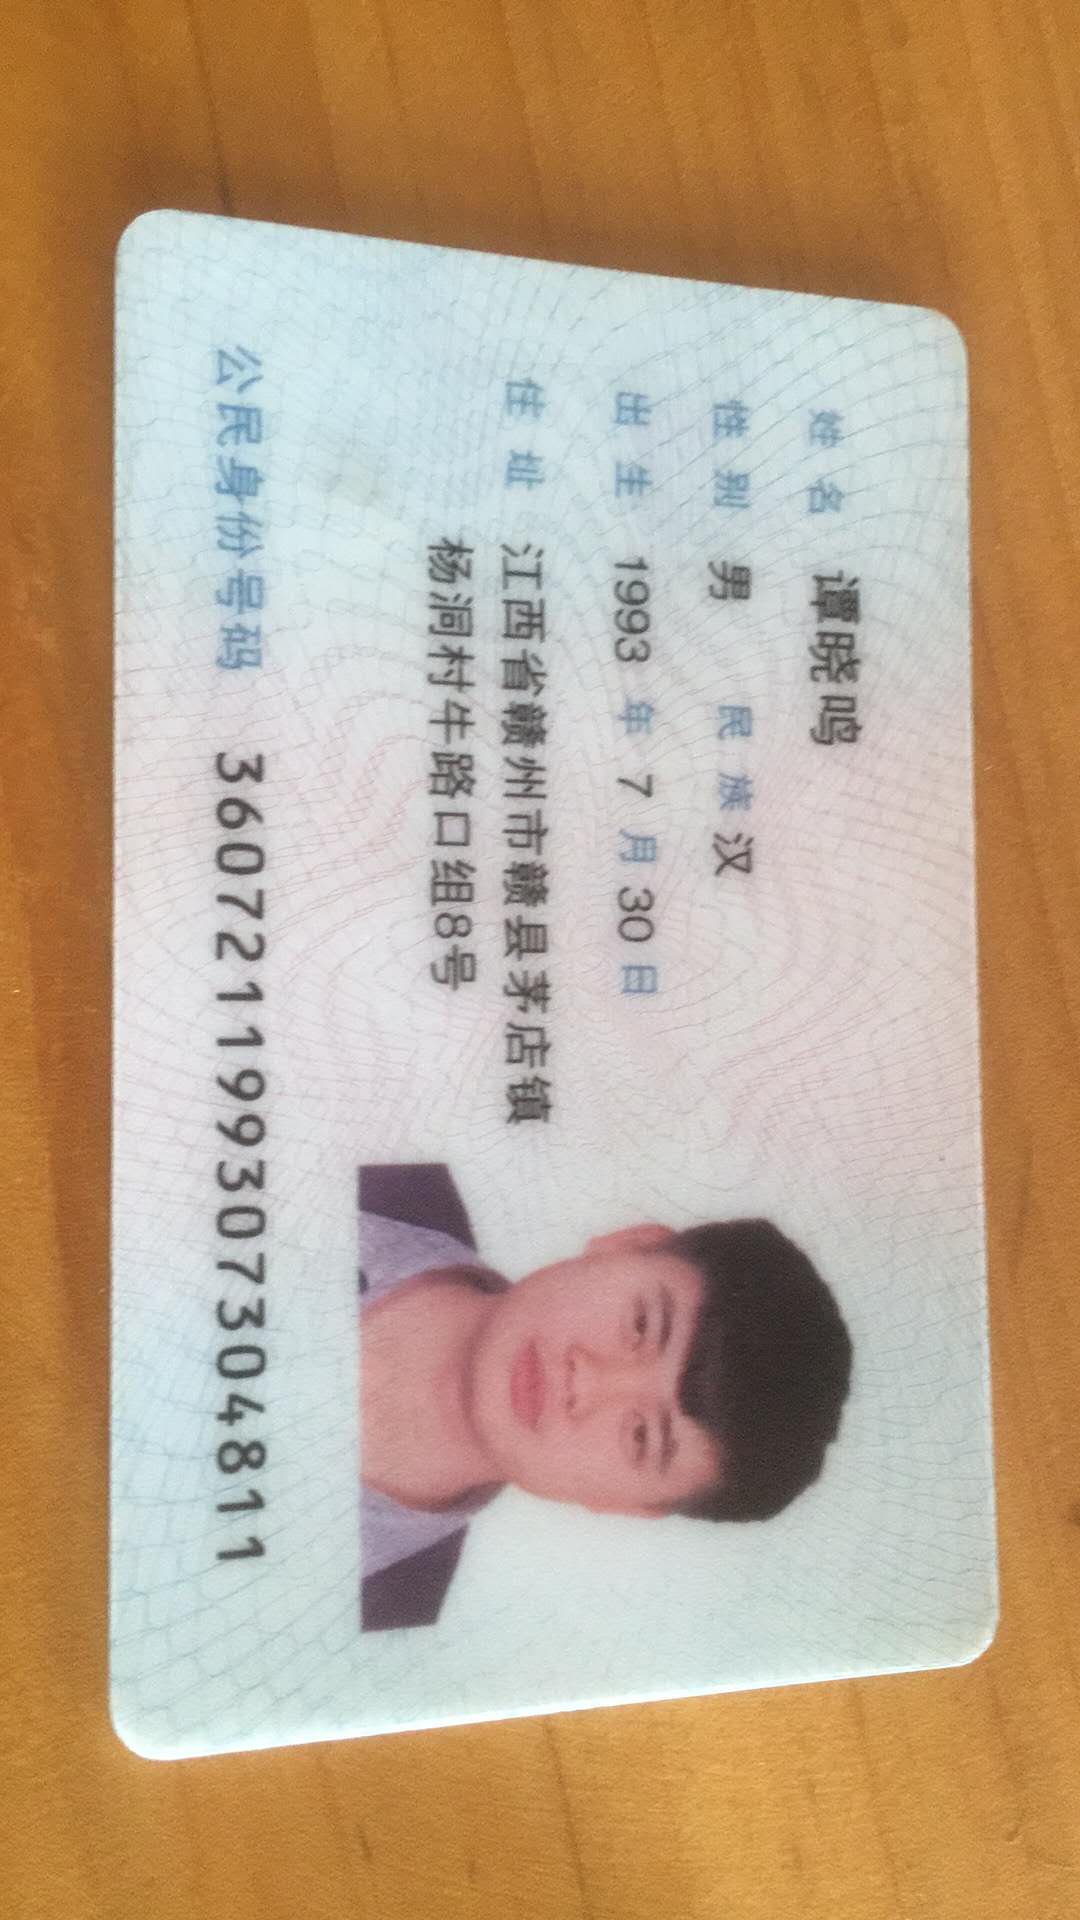 姓名 谭晓鸣
性别 男 民族 汉
出生 1993 年 7 月 30 日
住址 江西省赣州市赣县茅店镇
杨洞村牛路口组8号
公民身份号码 360721199307304811